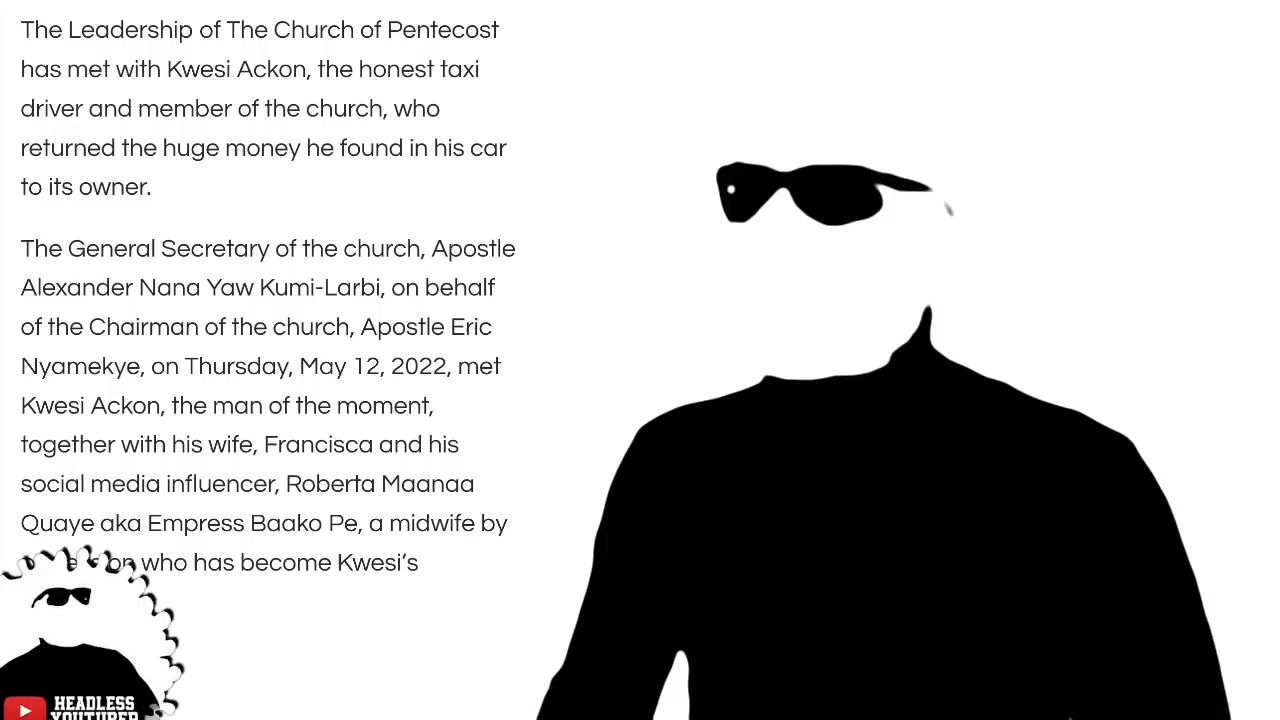 The Leadership of The Church of Pentecost
has met with Kwesi Ackon, the honest taxi
driver and member of the church, who
returned the huge money he found in his car
to its owner.
The General Secretary of the church, Apostle
Alexander Nana Yaw Kumi-Larbi, on behalf
of the Chairman of the church, Apostle Eric
Nyamekye, on Thursday, May 12, 2022, met
Kwesi Ackon, the man of the moment,
together with his wife, Francisca and his
social media influencer, Roberta Maanaa
Quaye aka Empress Baako Pe, a midwife by
who has become Kwesi’s
HEADLESS
YOUTUBER